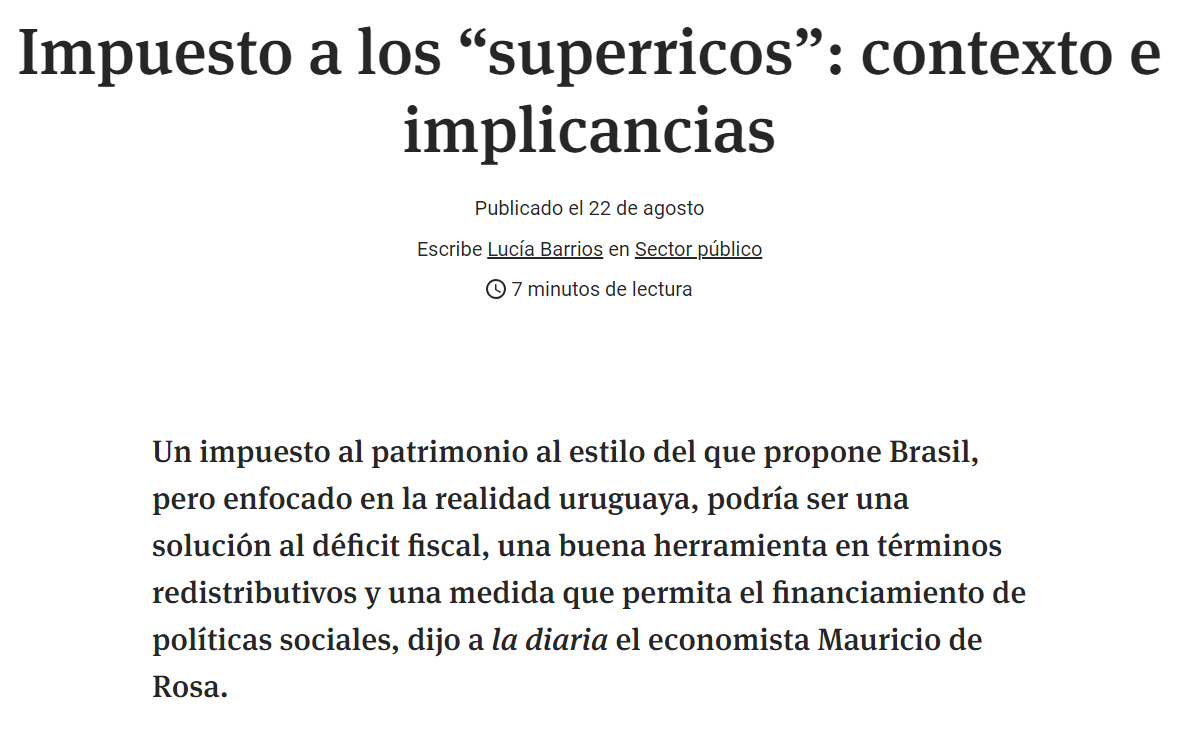 Impuesto a los “superricos”: contexto e
implicancias
Publicado el 22 de agosto
Escribe Lucía Barrios en Sector público
7 minutos de lectura
Un impuesto al patrimonio al estilo del que propone Brasil,
pero enfocado en la realidad uruguaya, podría ser una
solución al déficit fiscal, una buena herramienta en términos
redistributivos y una medida que permita el financiamiento de
políticas sociales, dijo a la diaria el economista Mauricio de
Rosa.